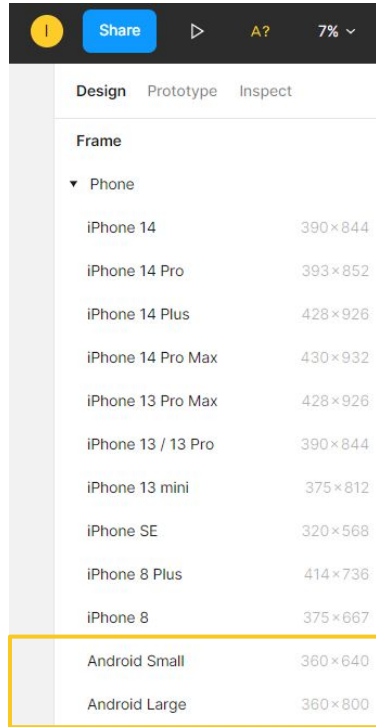 I Share A? 7%
Design Prototype Inspect
Frame
Phone
iPhone 14 390×844
iPhone 14 Pro 393×852
iPhone 14 Plus 428×926
iPhone 14 Pro Max 430×932
iPhone 13 Pro Max 428×926
iPhone 13 / 13 Pro 390×844
iPhone 13 mini 375×812
iPhone SE 320×568
iPhone 8 Plus 414×736
iPhone 8 375×667
Android Small 360×640
Android Large 360×800